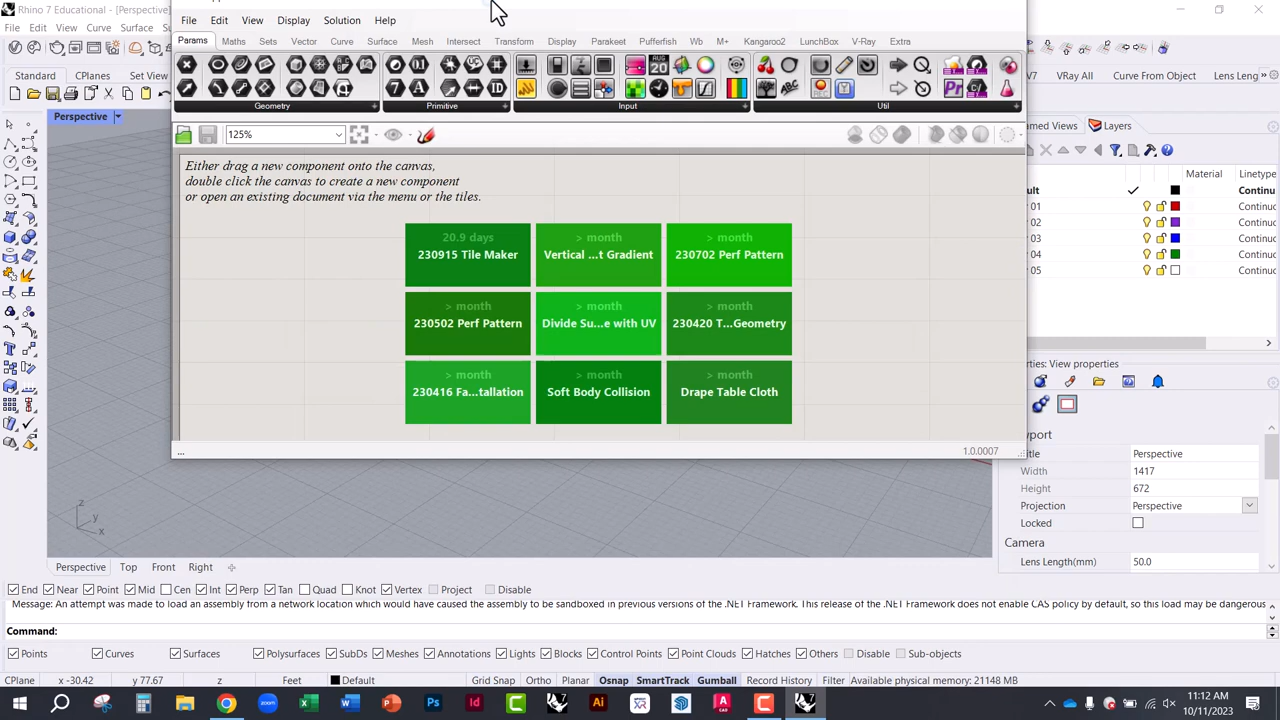 Rhino 7 Educational - [Perspective]
File Edit View Curve Su
File Edit View Display Solution Help
Params Maths Sets Vector Curve Surface Mesh Intersect Transform Display Parakeet Pufferfish Wb M+ Kangaroo2 LunchBox V-Ray Extra
Standard CPlanes Set View
V7 VRay All Curve From Object Les Leng
Geometry Primitive Input Util
125%
Perspective
amed Views Layers
Either drag a new component onto the canvas,
double click the canvas to create a new component
or open an existing document via the menu or the tiles.
Material Linetype
ult Continu
01 Continuo
02 Continuo
03 Continuo
04 Continuo
05 Continuo
20.9 days
230915 Tile Maker
> month
Vertical ...t Gradient
> month
230702 Perf Pattern
> month
230502 Perf Pattern
> month
Divide Su...e with UV
> month
230420 T...Geometry
> month
230416 Fa...tallation
> month
Soft Body Collision
> month
Drape Table Cloth
...
1.0.0007
erties: View properties
wport
itle Perspective
Width 1417
Height 672
Projection Perspective
Locked
Camera
Lens Length(mm) 50.0
z
y
x
Perspective Top Front Right
End Near Point Mid Cen Int Perp Tan Quad Knot Vertex Project Disable
Message: An attempt was made to load an assembly from a network location which would have caused the assembly to be sandboxed in previous versions of the .NET Framework. This release of the .NET Framework does not enable CAS policy by default, so this load may be dangerous
Command:
Points Curves Surfaces Polysurfaces SubDs Meshes Annotations Lights Blocks Control Points Point Clouds Hatches Others Disable Sub-objects
CPlane x -30.42 y 77.67 z Feet Default Grid Snap Ortho Planar Osnap SmartTrack Gumball Record History Filter Available physical memory: 21148 MB
11:12 AM
10/11/2023